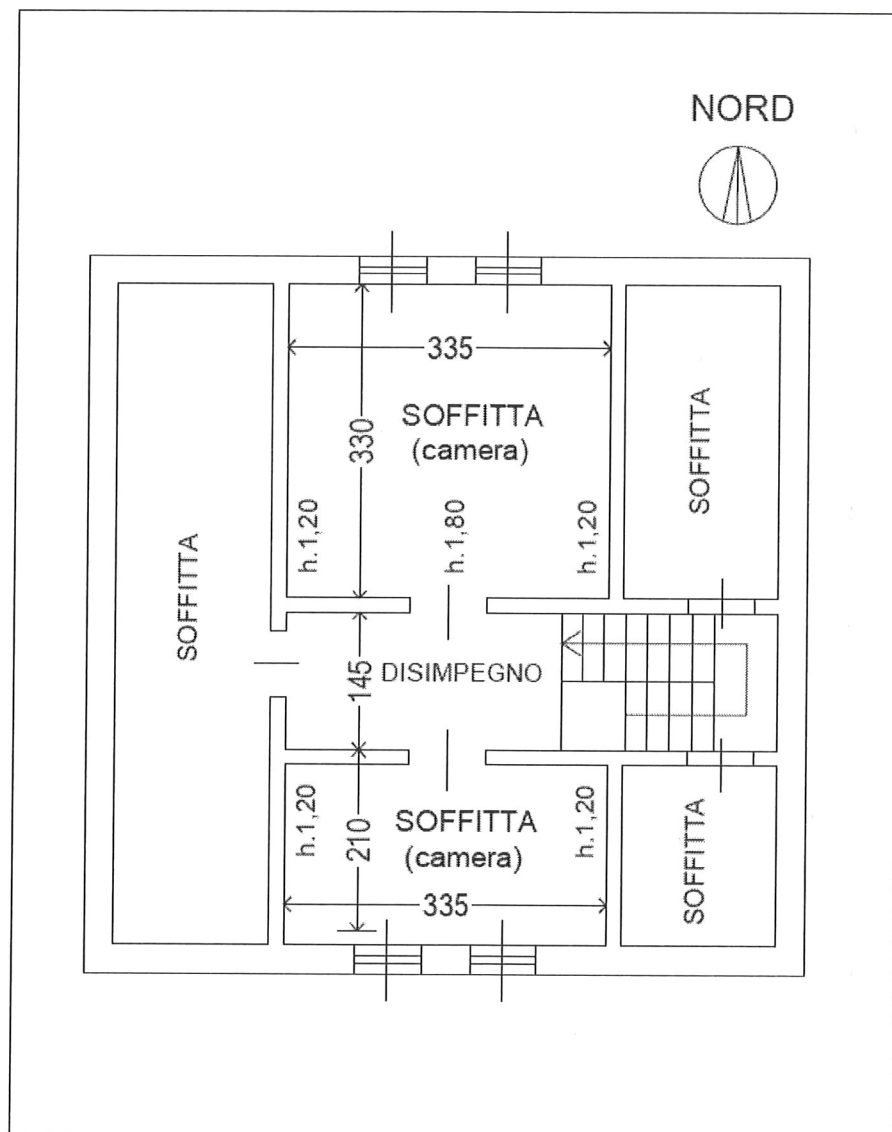 NORD
335
330
SOFFITTA
(camera)
h.1,20
h.1,80
h.1,20
SOFFITTA
SOFFITTA
145
DISIMPEGNO
h.1,20
210
SOFFITTA
(camera)
h.1,20
335
SOFFITTA